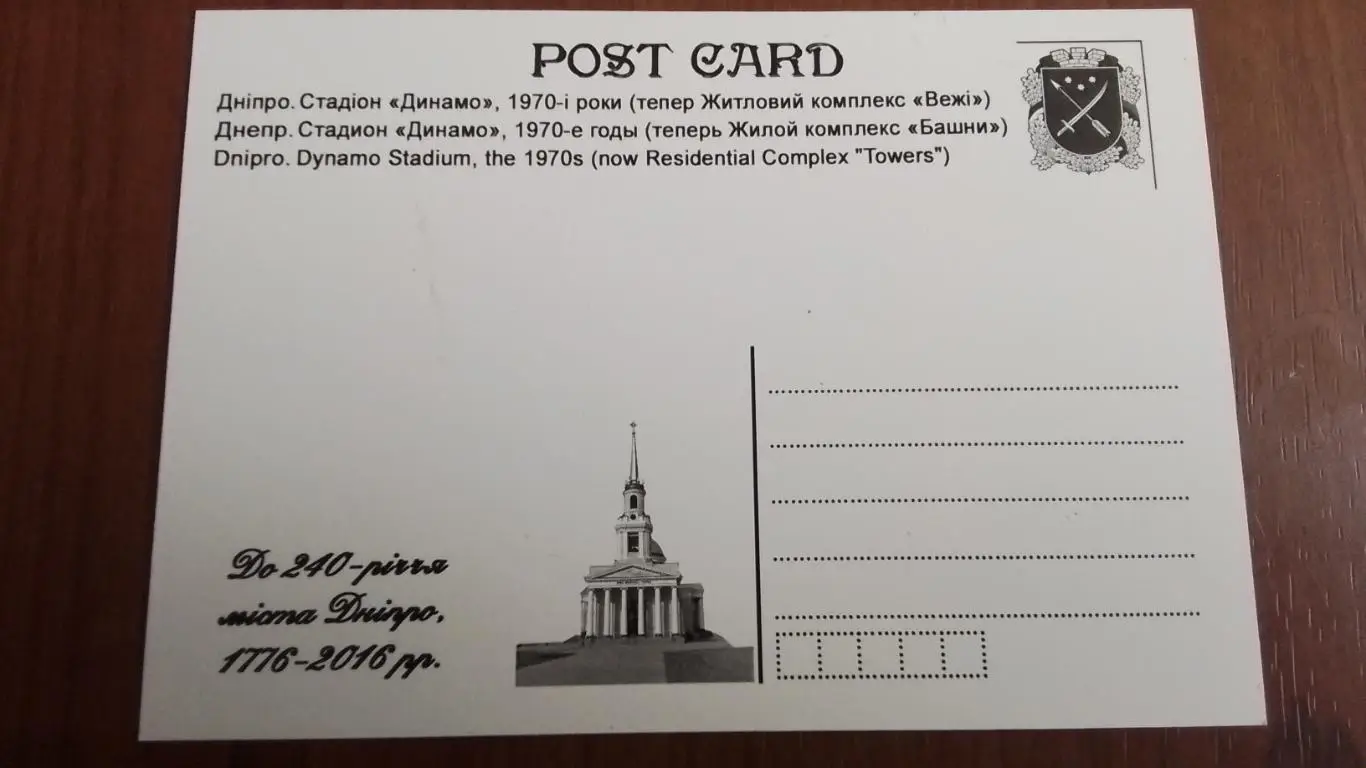 POST CARD
Дніпро. Стадіон «Динамо», 1970-і роки (тепер Житловий комплекс «Вежі»)
Днепр. Стадион «Динамо», 1970-е годы (теперь Жилой комплекс «Башни»)
Dnipro. Dynamo Stadium, the 1970s (now Residential Complex "Towers")
До 240-річчя
міста Дніпро,
1776-2016 рр.